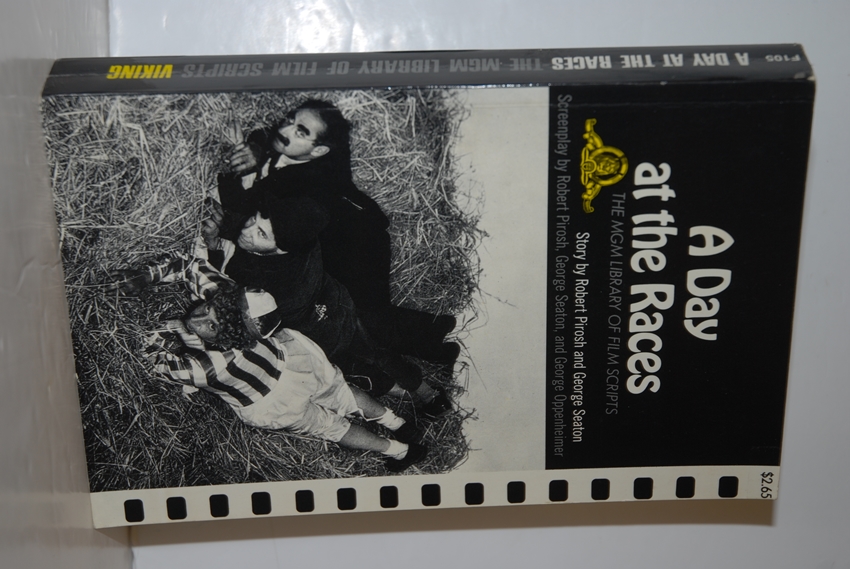 F105
A DAY AT THE RACES THE MGM LIBRARY OF FILM SCRIPTS VIKING
A Day
at the Races
THE MGM LIBRARY OF FILM SCRIPTS
Story by Robert Pirosh and George Seaton
Screenplay by Robert Pirosh, George Seaton, and George Oppenheimer
$2.65